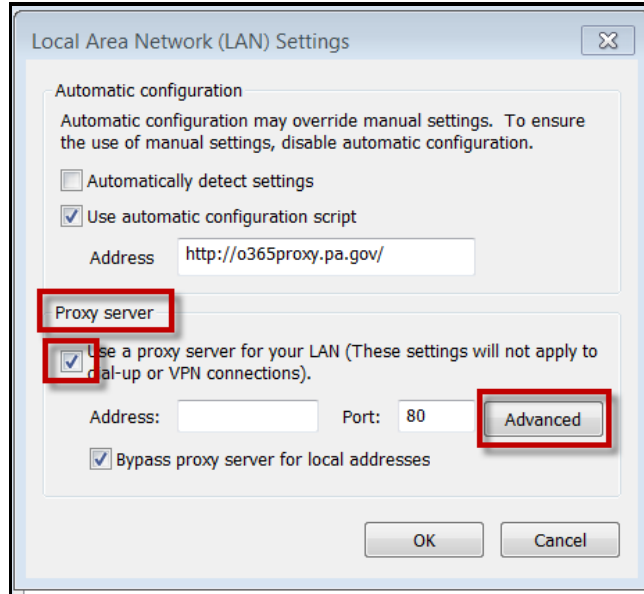 Local Area Network (LAN) Settings
Automatic configuration
Automatic configuration may override manual settings. To ensure
the use of manual settings, disable automatic configuration.
Automatically detect settings
Use automatic configuration script
Address http://o365proxy.pa.gov/
Proxy server
Use a proxy server for your LAN (These settings will not apply to
dial-up or VPN connections).
Address: Port: 80 Advanced
Bypass proxy server for local addresses
OK Cancel